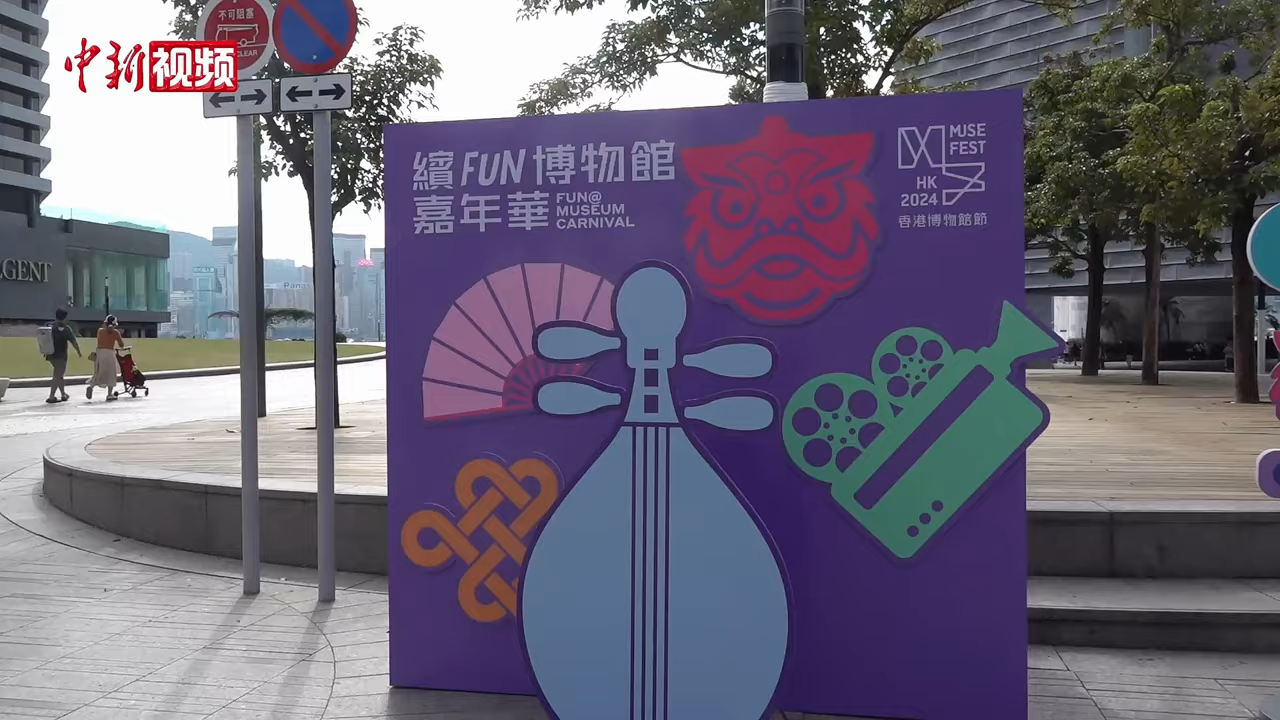 不可阻塞
CLEAR
中新视频
繽FUN博物館
嘉年華
FUN@
MUSEUM
CARNIVAL
MUSE
FEST
HK
2024
香港博物館節
GENT
Pana